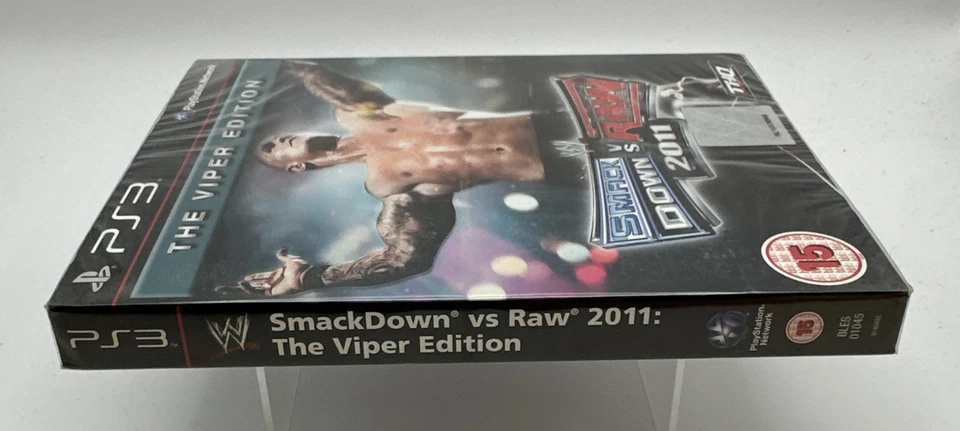 PlayStation Network
PS3
THE VIPER EDITION
SMACK
DOWN
VS
RAW
2011
THQ
15
PS3
W
SmackDown® vs Raw® 2011:
The Viper Edition
PlayStation
Network
15
BLES
01045